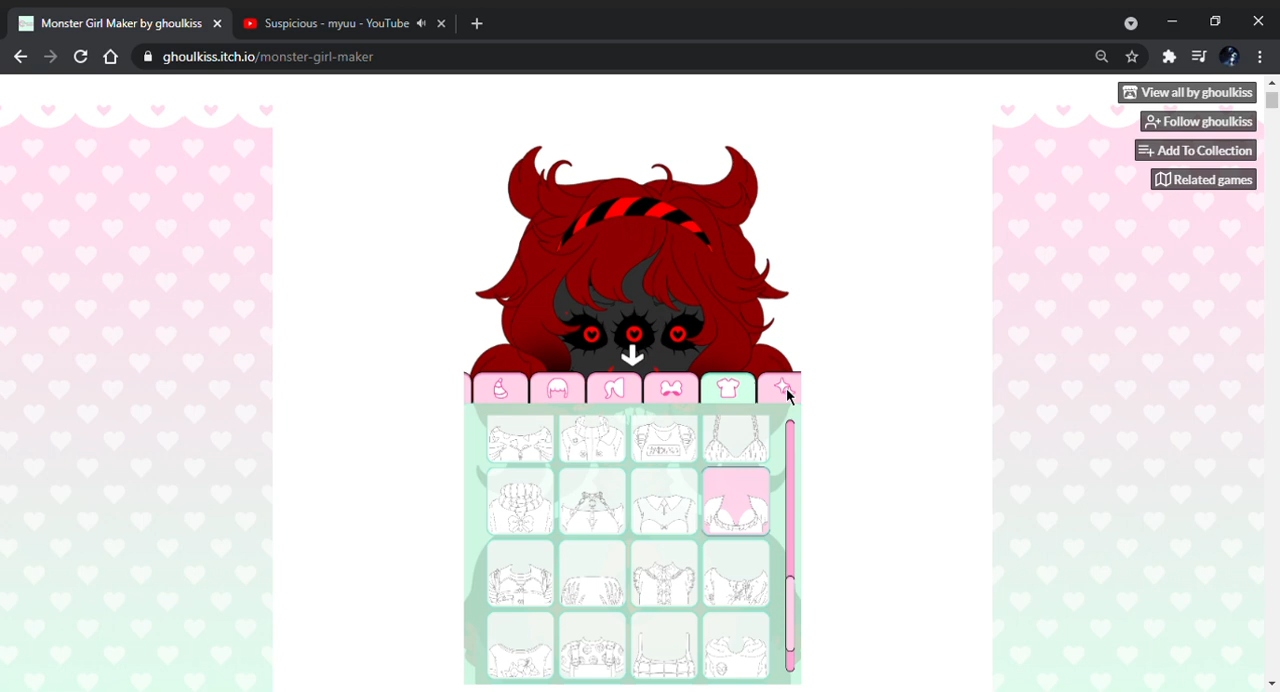 Monster Girl Maker by ghoulkiss
Suspicious - myuu - YouTube
ghoulkiss.itch.io/monster-girl-maker
View all by ghoulkiss
Follow ghoulkiss
Add To Collection
Related games